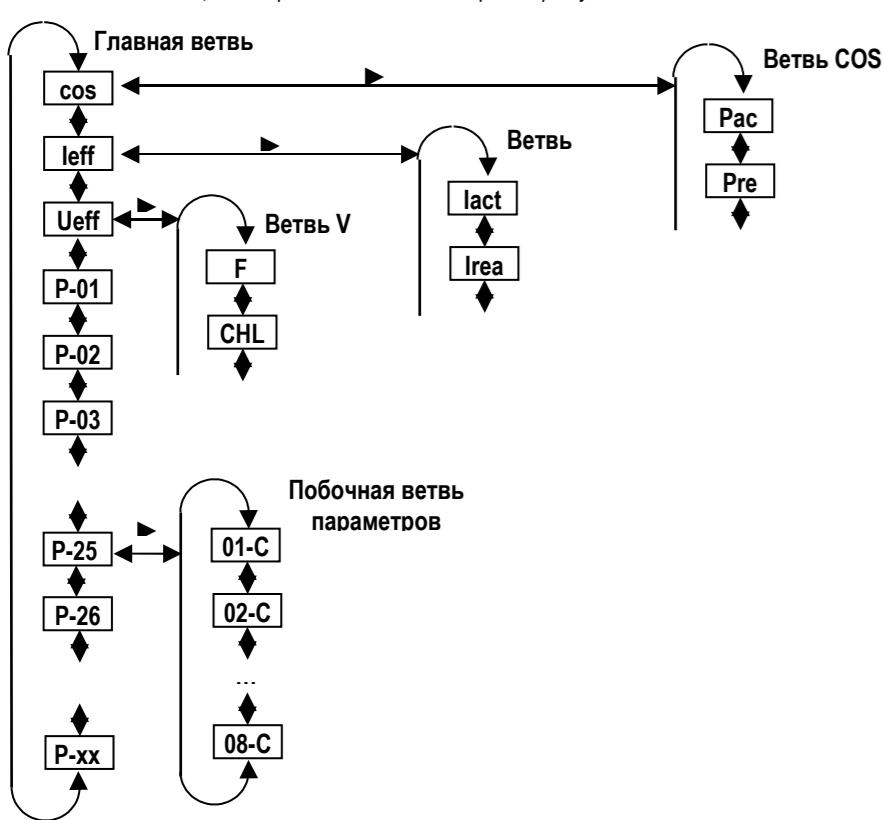 Главная ветвь
Ветвь COS
cos
Pac
Ieff
Ветвь
Pre
Iact
Ueff
Ветвь V
Irea
F
P-01
CHL
P-02
P-03
Побочная ветвь
параметров
P-25
01-C
P-26
02-C
...
P-xx
08-C